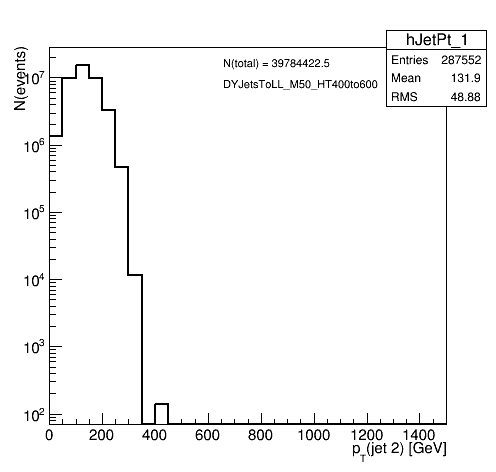 hJetPt_1
Entries 287552
Mean 131.9
RMS 48.88
N(total) = 39784422.5
DYJetsToLL_M50_HT400to600
N(events)
10^7
10^6
10^5
10^4
10^3
10^2
0 200 400 600 800 1000 1200 1400
p_T(jet 2) [GeV]